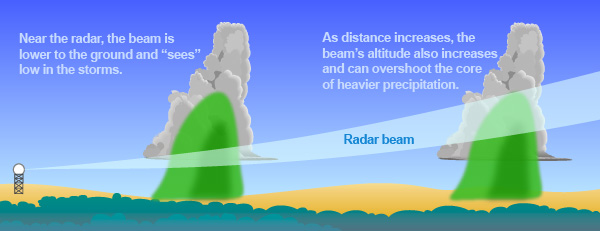 Near the radar, the beam is
lower to the ground and “sees”
low in the storms.
As distance increases, the
beam’s altitude also increases
and can overshoot the core
of heavier precipitation.
Radar beam